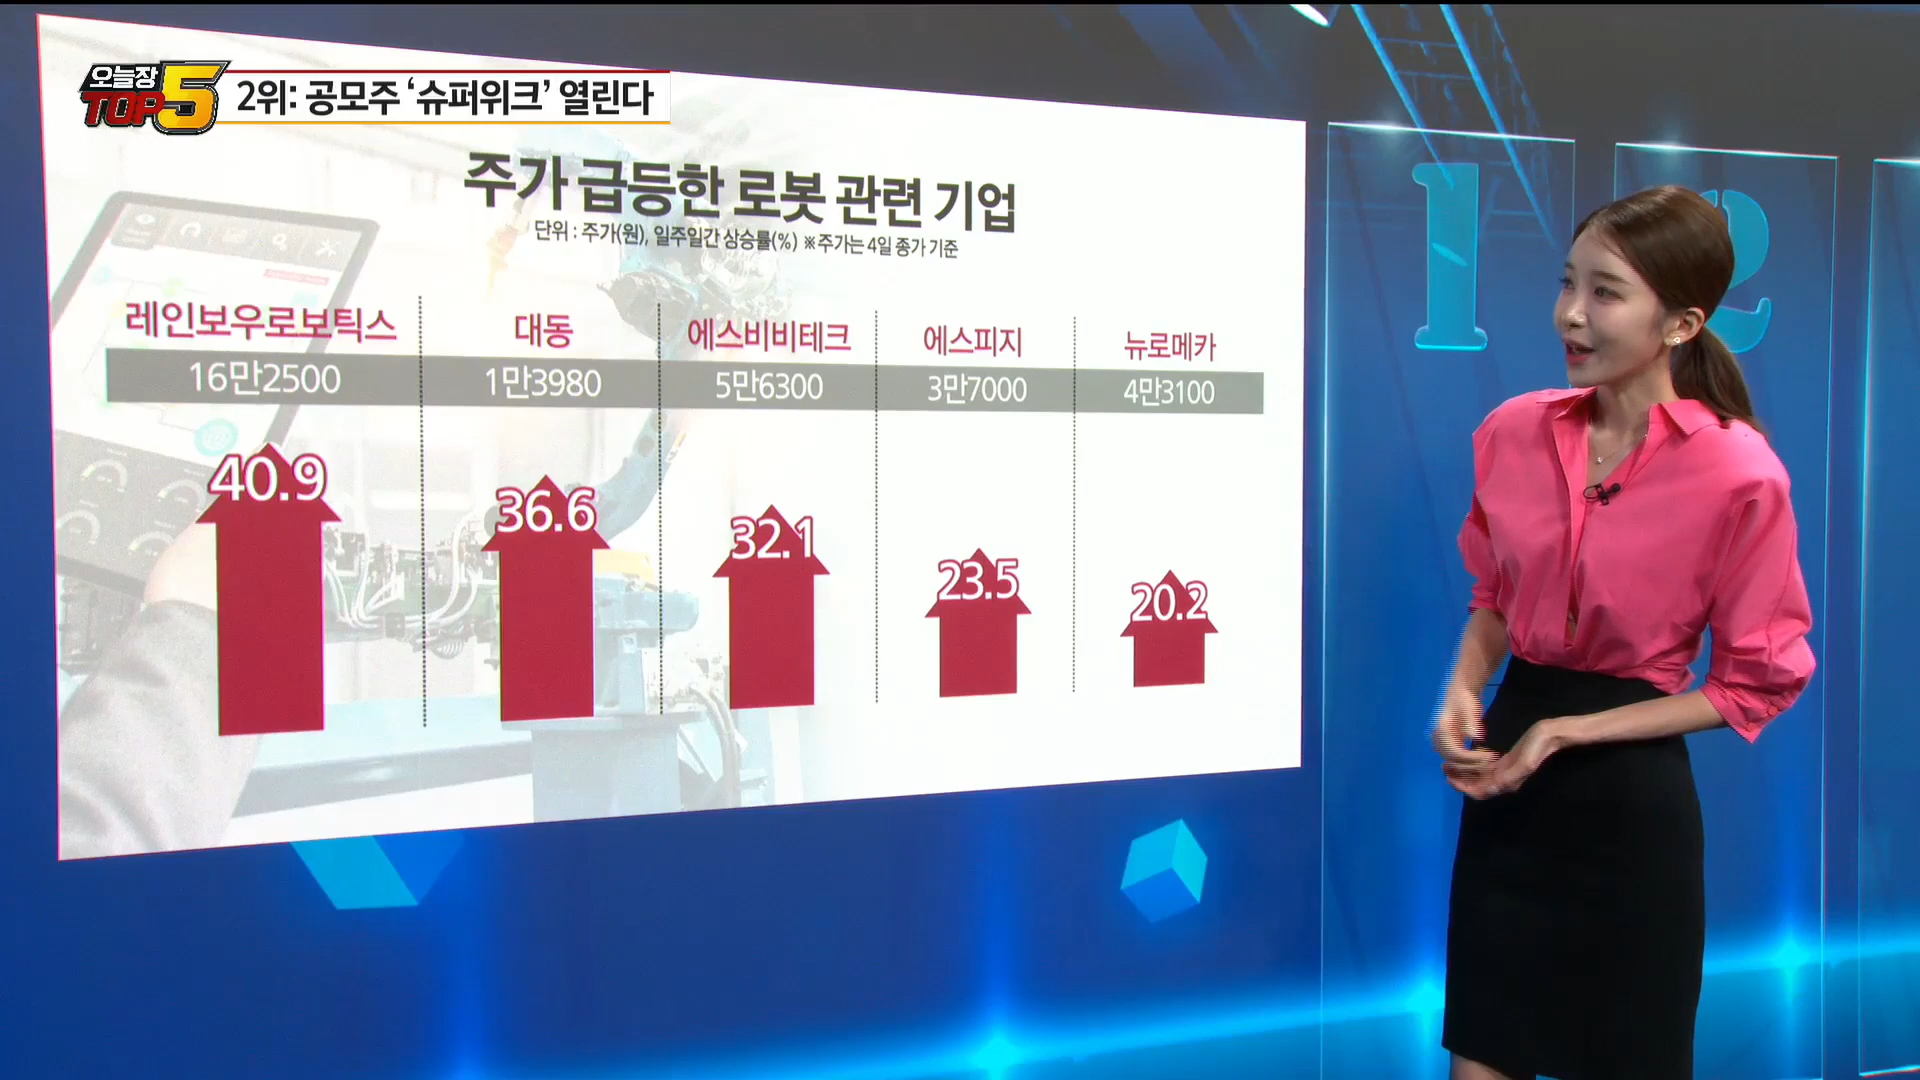 오늘장
TOP5
2위: 공모주 ‘슈퍼위크’ 열린다
주가 급등한 로봇 관련 기업
단위 : 주가(원), 일주일간 상승률(%) ※주가는 4일 종가 기준
레인보우로보틱스 대동 에스비비테크 에스피지 뉴로메카
16만2500 1만3980 5만6300 3만7000 4만3100
40.9 36.6 32.1 23.5 20.2
1 2